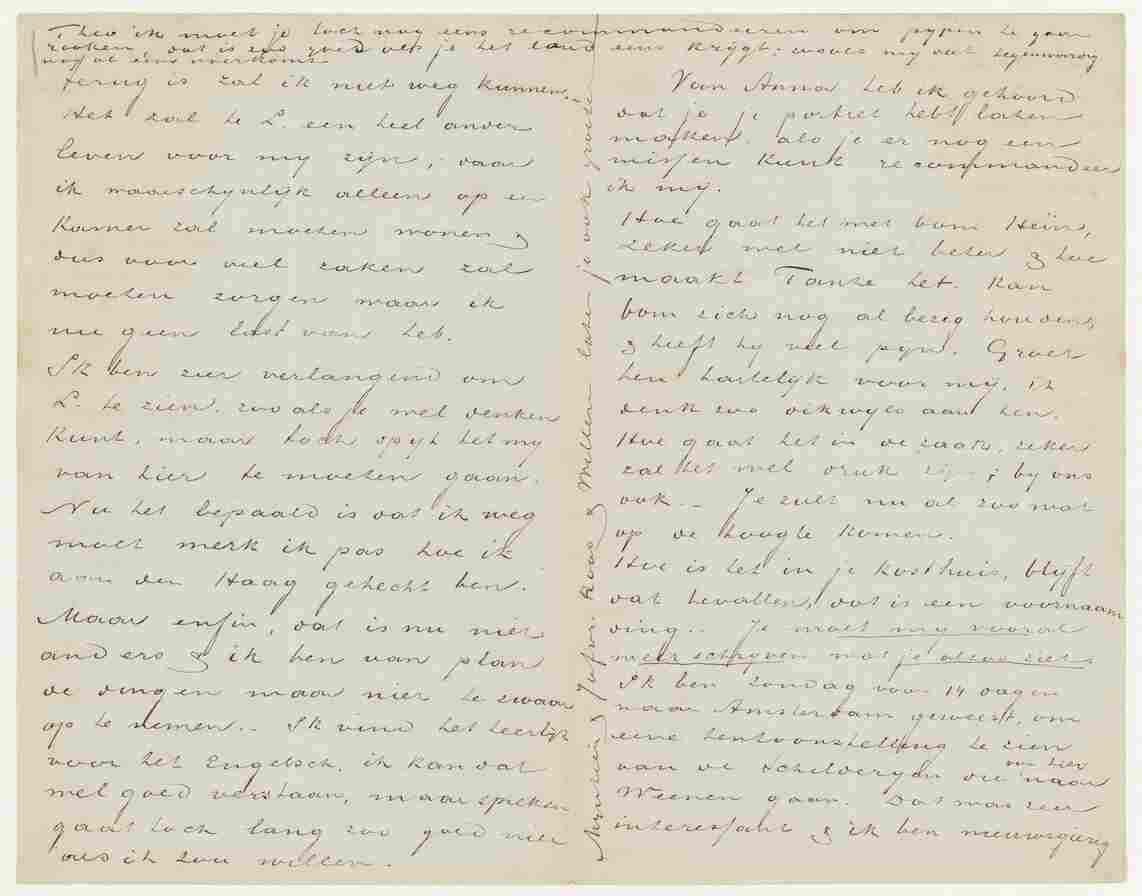 Theo ik moet je toch nog eens recommandeeren om pypen te gaan
rooken, dat is zoo goed als je het land eens krijgt. zooals my dat tegenwoordig
nog al eens overkomt.
terug is zal ik niet weg kunnen.
Het zal te L. een heel ander
leven voor my zyn, daar
ik waarschynlyk alleen op een
Kamer zal moeten wonen &
dus voor veel zaken zal
moeten zorgen waar ik
nu geen last van heb.
Ik ben zeer verlangend om
L. te zien. zoo als je wel denken
kunt, maar toch spyt het my
van hier te moeten gaan.
Nu het bepaald is dat ik weg
moet merk ik pas hoe ik
aan den Haag gehecht ben.
Maar enfin, dat is nu niet
anders & ik ben van plan
de dingen maar niet te zwaar
op te nemen. - Ik vind het heerlyk
voor het Engelsch. ik kan dat
wel goed verstaan, maar spreken
gaat toch lang zoo goed niet
als ik zou willen.
Van Anna heb ik gehoord
dat je je portret hebt laten
maken. als je er nog een
missen kunt recommandeer
ik my.
Hoe gaat het met Oom Hein,
zeker wel niet beter & hoe
maakt Tante het. Kan
Oom zich nog al bezig houden,
& heeft hy veel pyn. Groet
hen hartelyk voor my, ik
denk zoo dikwyls aan hen.
Hoe gaat het in de zaak, zeker
zal het wel druk zyn; by ons
ook. - Je zult nu al zoo wat
op de hoogte komen.
Hoe is het in je kosthuis, blyft
dat bevallen, dat is een voornaam
ding. - Je moet my vooral
meer schryven wat je alzoo ziet.
Ik ben Zondag voor 14 dagen
naar Amsterdam geweest, om
eene tentoonstelling te zien
van de Schilderyen die van hier naar
Weenen gaan. Dat was zeer
interessant & ik ben nieuwsgierig
Jufvr. Roos & Willem laten je ook groeten